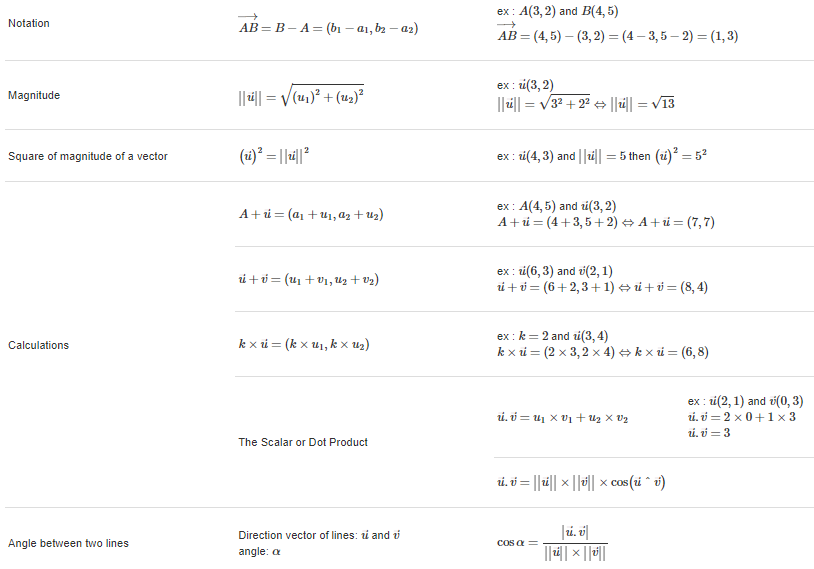 Notation
$\overrightarrow{AB} = B - A = (b_1 - a_1, b_2 - a_2)$
ex : $A(3, 2)$ and $B(4, 5)$
$\overrightarrow{AB} = (4, 5) - (3, 2) = (4 - 3, 5 - 2) = (1, 3)$
Magnitude
$||\vec{u}|| = \sqrt{(u_1)^2 + (u_2)^2}$
ex : $\vec{u}(3, 2)$
$||\vec{u}|| = \sqrt{3^2 + 2^2} \Leftrightarrow ||\vec{u}|| = \sqrt{13}$
Square of magnitude of a vector
$(\vec{u})^2 = ||\vec{u}||^2$
ex : $\vec{u}(4, 3)$ and $||\vec{u}|| = 5$ then $(\vec{u})^2 = 5^2$
Calculations
$A + \vec{u} = (a_1 + u_1, a_2 + u_2)$
ex : $A(4, 5)$ and $\vec{u}(3, 2)$
$A + \vec{u} = (4 + 3, 5 + 2) \Leftrightarrow A + \vec{u} = (7, 7)$
$\vec{u} + \vec{v} = (u_1 + v_1, u_2 + v_2)$
ex : $\vec{u}(6, 3)$ and $\vec{v}(2, 1)$
$\vec{u} + \vec{v} = (6 + 2, 3 + 1) \Leftrightarrow \vec{u} + \vec{v} = (8, 4)$
$k \times \vec{u} = (k \times u_1, k \times u_2)$
ex : $k = 2$ and $\vec{u}(3, 4)$
$k \times \vec{u} = (2 \times 3, 2 \times 4) \Leftrightarrow k \times \vec{u} = (6, 8)$
The Scalar or Dot Product
$\vec{u}.\vec{v} = u_1 \times v_1 + u_2 \times v_2$
ex : $\vec{u}(2, 1)$ and $\vec{v}(0, 3)$
$\vec{u}.\vec{v} = 2 \times 0 + 1 \times 3$
$\vec{u}.\vec{v} = 3$
$\vec{u}.\vec{v} = ||\vec{u}|| \times ||\vec{v}|| \times \cos(\vec{u} \hat{\ } \vec{v})$
Angle between two lines
Direction vector of lines: $\vec{u}$ and $\vec{v}$
angle: $\alpha$
$\cos \alpha = \frac{|\vec{u}.\vec{v}|}{||\vec{u}|| \times ||\vec{v}||}$